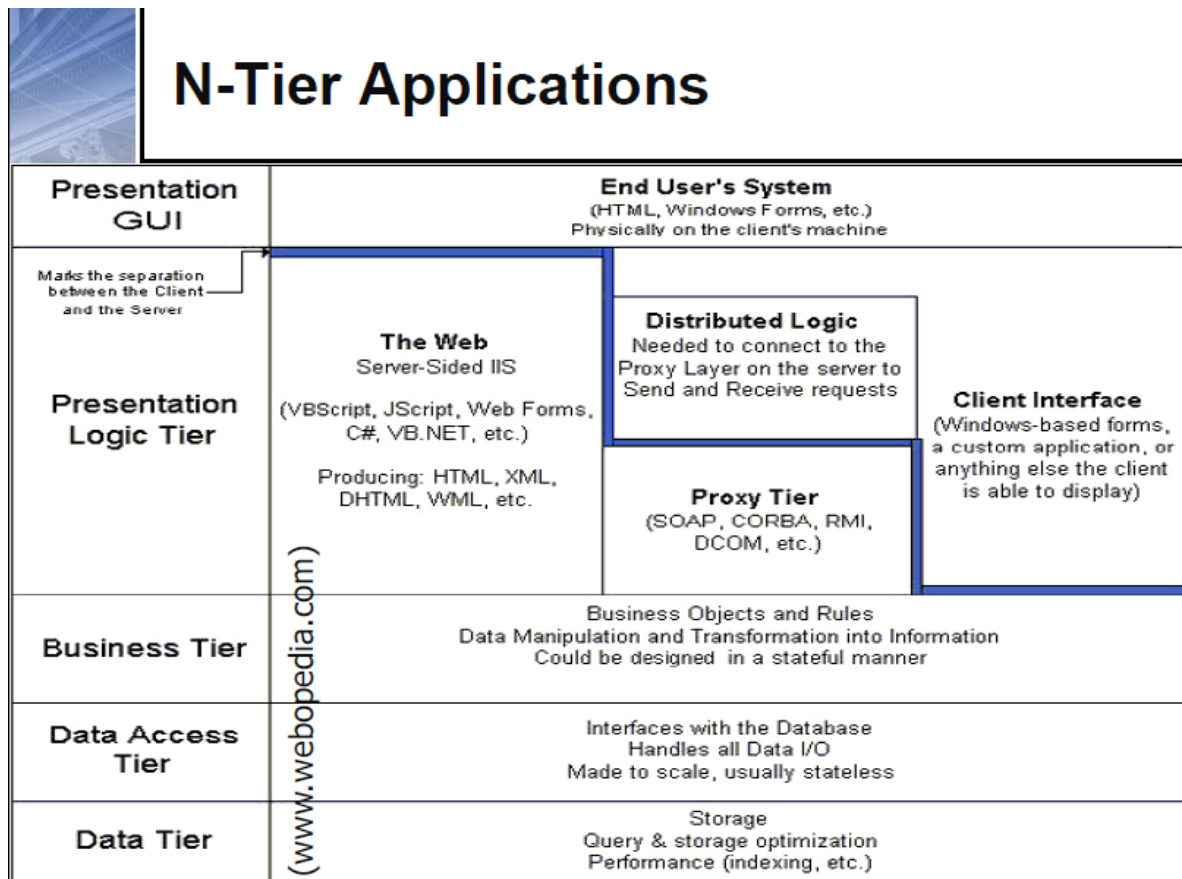 N-Tier Applications
Presentation
GUI
End User's System
(HTML, Windows Forms, etc.)
Physically on the client's machine
Marks the separation
between the Client
and the Server
Presentation
Logic Tier
The Web
Server-Sided IIS
(VBScript, JScript, Web Forms,
C#, VB.NET, etc.)
Producing: HTML, XML,
DHTML, WML, etc.
Distributed Logic
Needed to connect to the
Proxy Layer on the server to
Send and Receive requests
Proxy Tier
(SOAP, CORBA, RMI,
DCOM, etc.)
Client Interface
(Windows-based forms,
a custom application, or
anything else the client
is able to display)
Business Tier
Business Objects and Rules
Data Manipulation and Transformation into Information
Could be designed in a stateful manner
Data Access
Tier
Interfaces with the Database
Handles all Data I/O
Made to scale, usually stateless
Data Tier
Storage
Query & storage optimization
Performance (indexing, etc.)
(www.webopedia.com)